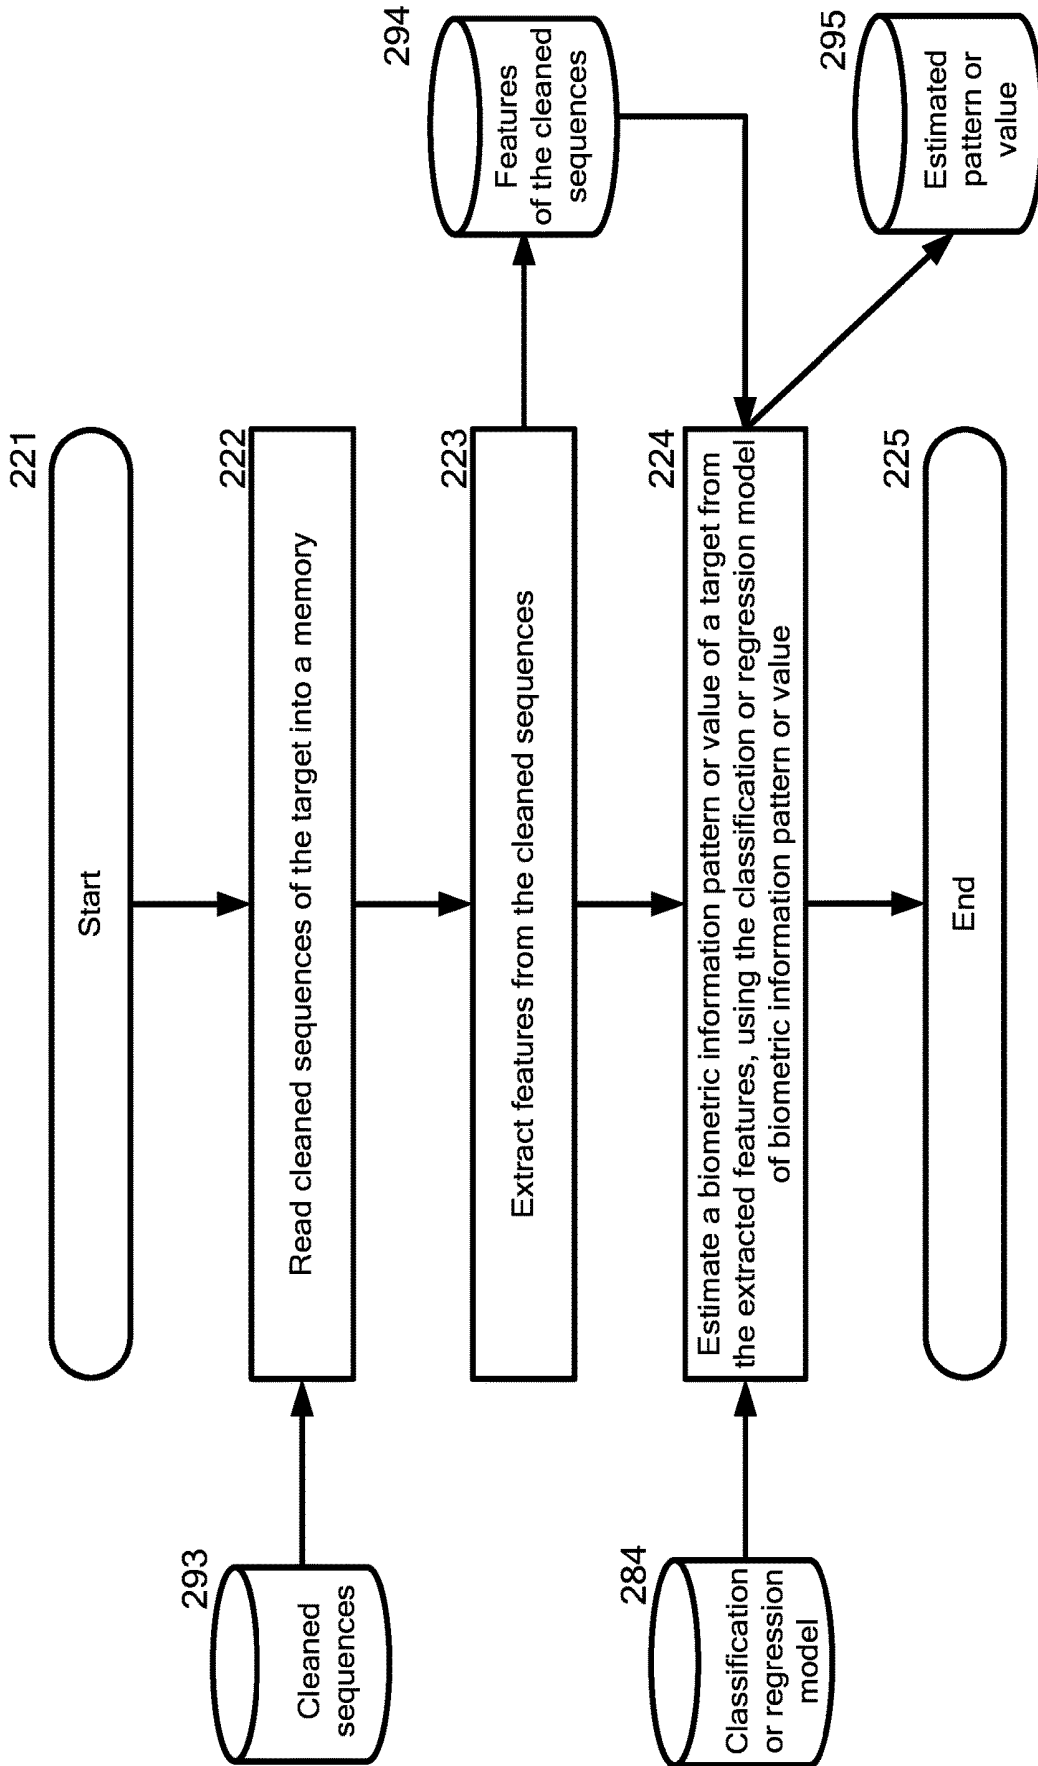 221
Start
222
Read cleaned sequences of the target into a memory
293
Cleaned
sequences
223
Extract features from the cleaned sequences
294
Features
of the cleaned
sequences
224
Estimate a biometric information pattern or value of a target from
the extracted features, using the classification or regression model
of biometric information pattern or value
284
Classification
or regression
model
295
Estimated
pattern or
value
225
End